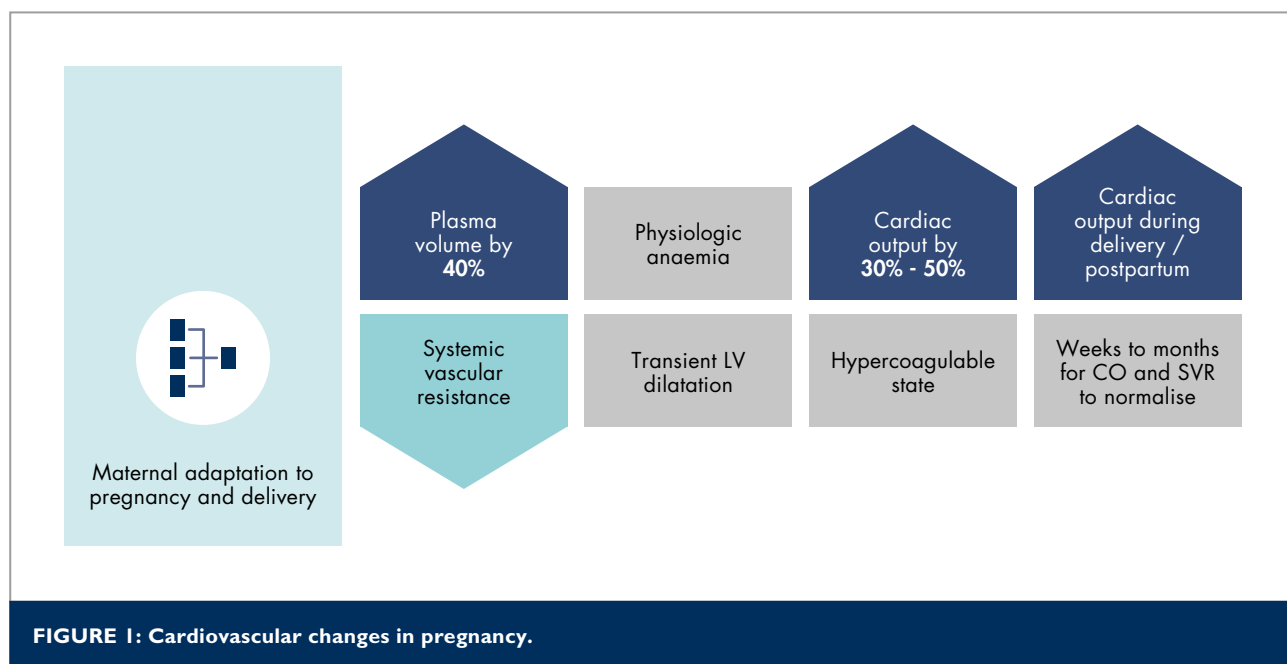 Maternal adaptation to
pregnancy and delivery
Plasma
volume by
40%
Physiologic
anaemia
Cardiac
output by
30% - 50%
Cardiac
output during
delivery /
postpartum
Systemic
vascular
resistance
Transient LV
dilatation
Hypercoagulable
state
Weeks to months
for CO and SVR
to normalise
FIGURE 1: Cardiovascular changes in pregnancy.